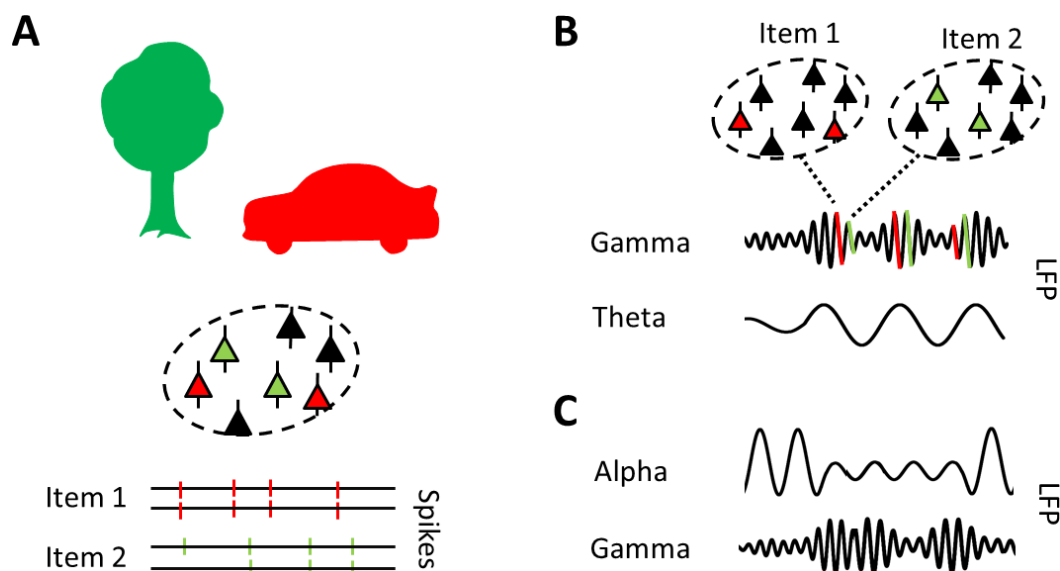 A
Item 1
Item 2
Spikes
B
Item 1
Item 2
Gamma
Theta
LFP
C
Alpha
Gamma
LFP